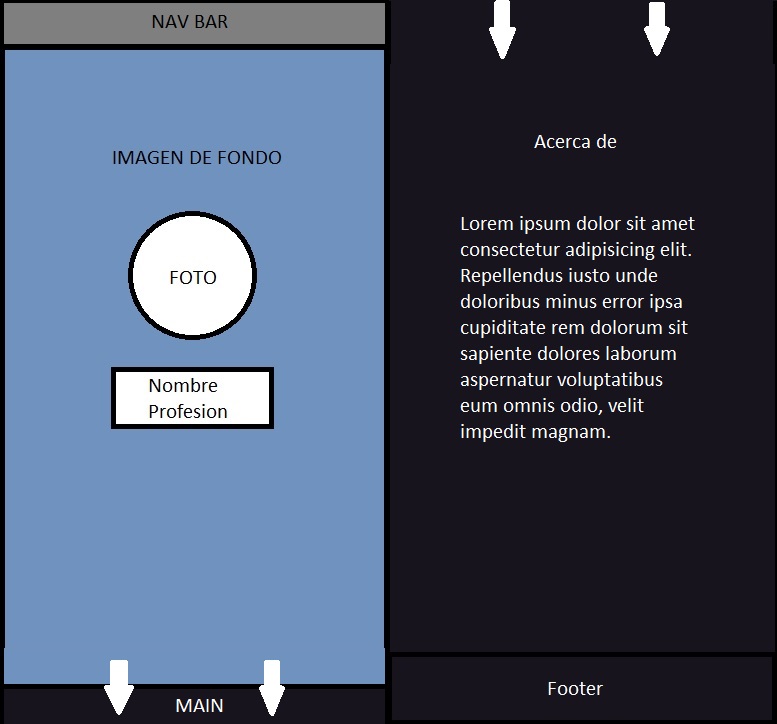 NAV BAR
IMAGEN DE FONDO
FOTO
Nombre
Profesion
MAIN
Acerca de
Lorem ipsum dolor sit amet
consectetur adipisicing elit.
Repellendus iusto unde
doloribus minus error ipsa
cupiditate rem dolorum sit
sapiente dolores laborum
aspernatur voluptatibus
eum omnis odio, velit
impedit magnam.
Footer